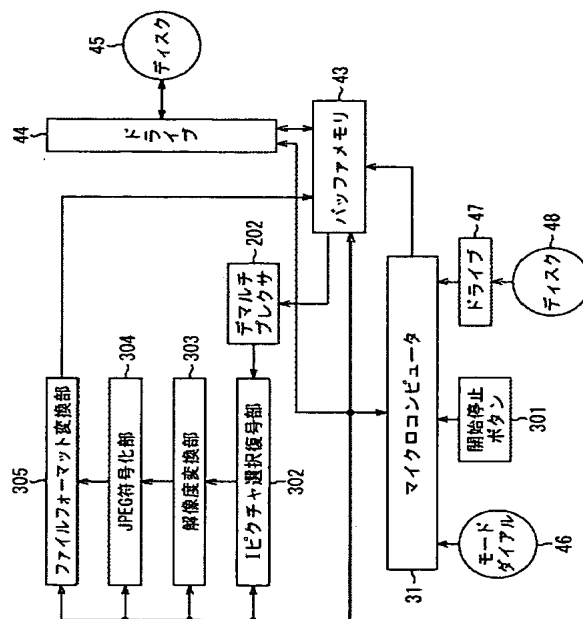 305
ファイルフォーマット変換部
304
JPEG符号化部
303
解像度変換部
Iピクチャ選択復号部
302
202
デマルチ
プレクサ
44
ドライブ
45
ディスク
43
バッファメモリ
31
マイクロコンピュータ
47
ドライブ
48
ディスク
開始停止
ボタン
301
モード
ダイアル
46